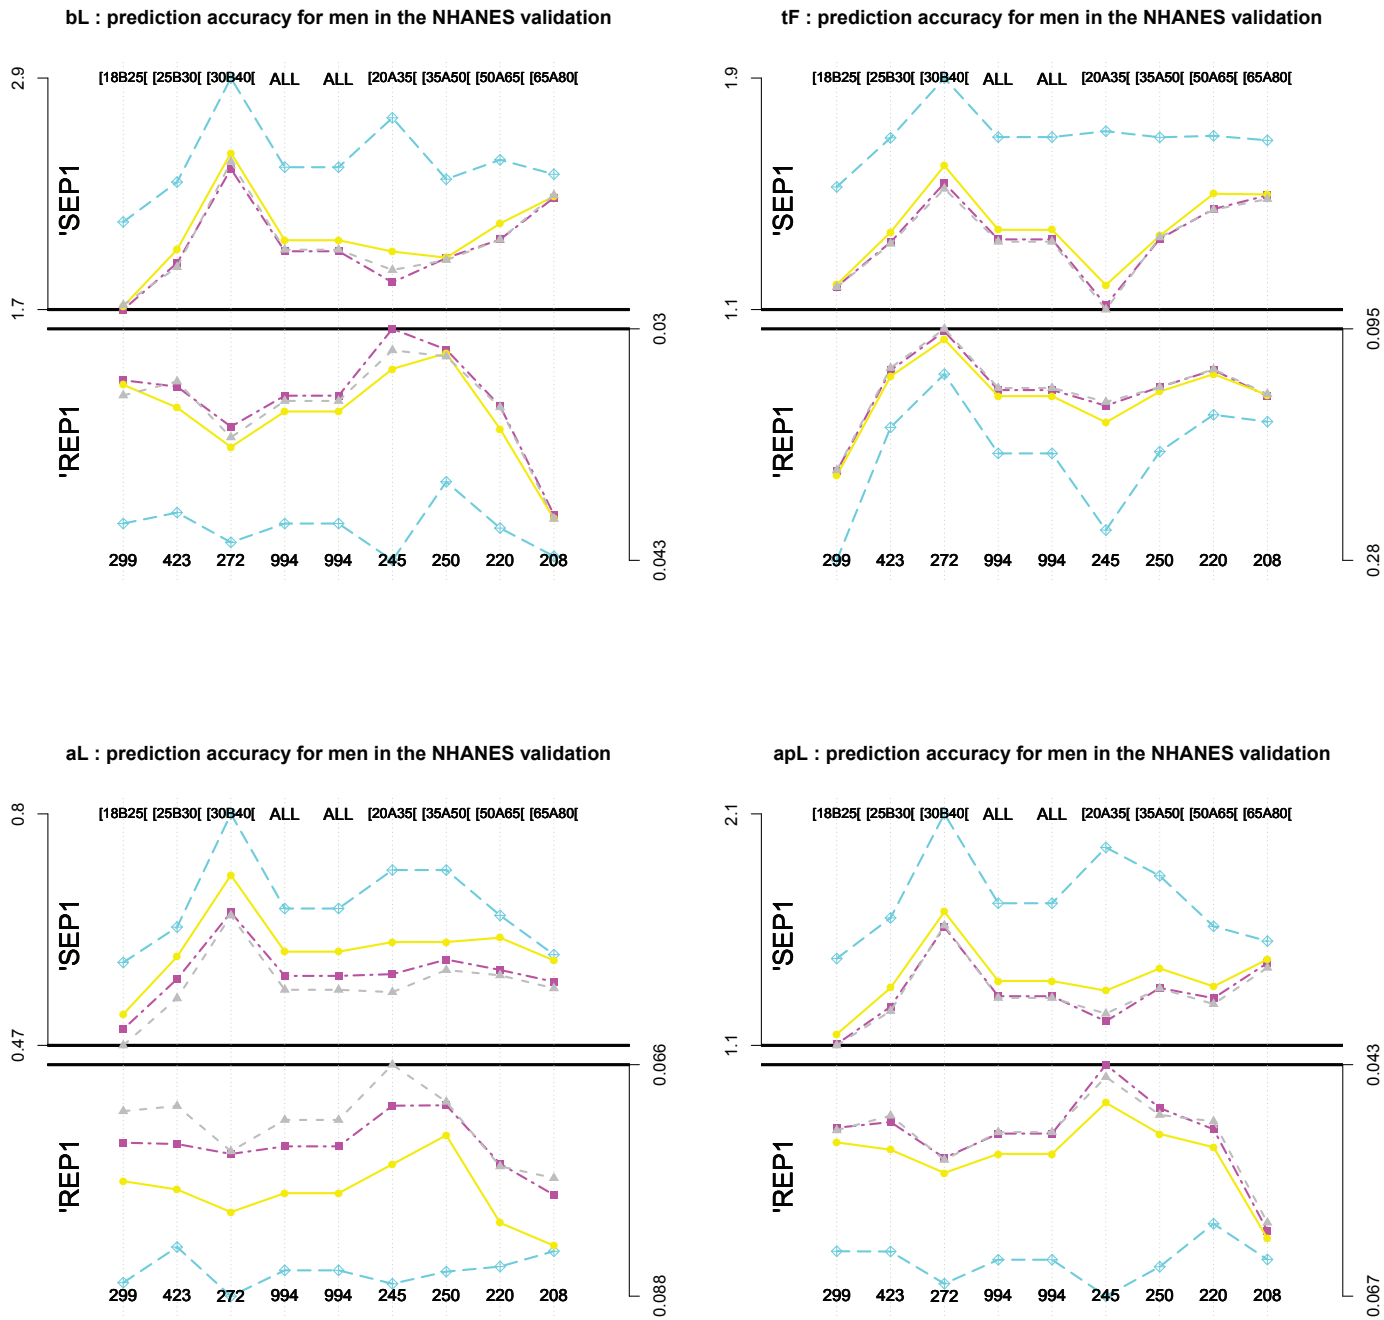 bL : prediction accuracy for men in the NHANES validation
2.9
[18B25[ [25B30[ [30B40[ ALL ALL [20A35[ [35A50[ [50A65[ [65A80[
'SEP1
1.7
0.03
'REP1
299 423 272 994 994 245 250 220 208
0.043
tF : prediction accuracy for men in the NHANES validation
1.9
[18B25[ [25B30[ [30B40[ ALL ALL [20A35[ [35A50[ [50A65[ [65A80[
'SEP1
1.1
0.095
'REP1
299 423 272 994 994 245 250 220 208
0.28
aL : prediction accuracy for men in the NHANES validation
0.8
[18B25[ [25B30[ [30B40[ ALL ALL [20A35[ [35A50[ [50A65[ [65A80[
'SEP1
0.47
0.066
'REP1
299 423 272 994 994 245 250 220 208
0.088
apL : prediction accuracy for men in the NHANES validation
2.1
[18B25[ [25B30[ [30B40[ ALL ALL [20A35[ [35A50[ [50A65[ [65A80[
'SEP1
1.1
0.043
'REP1
299 423 272 994 994 245 250 220 208
0.067